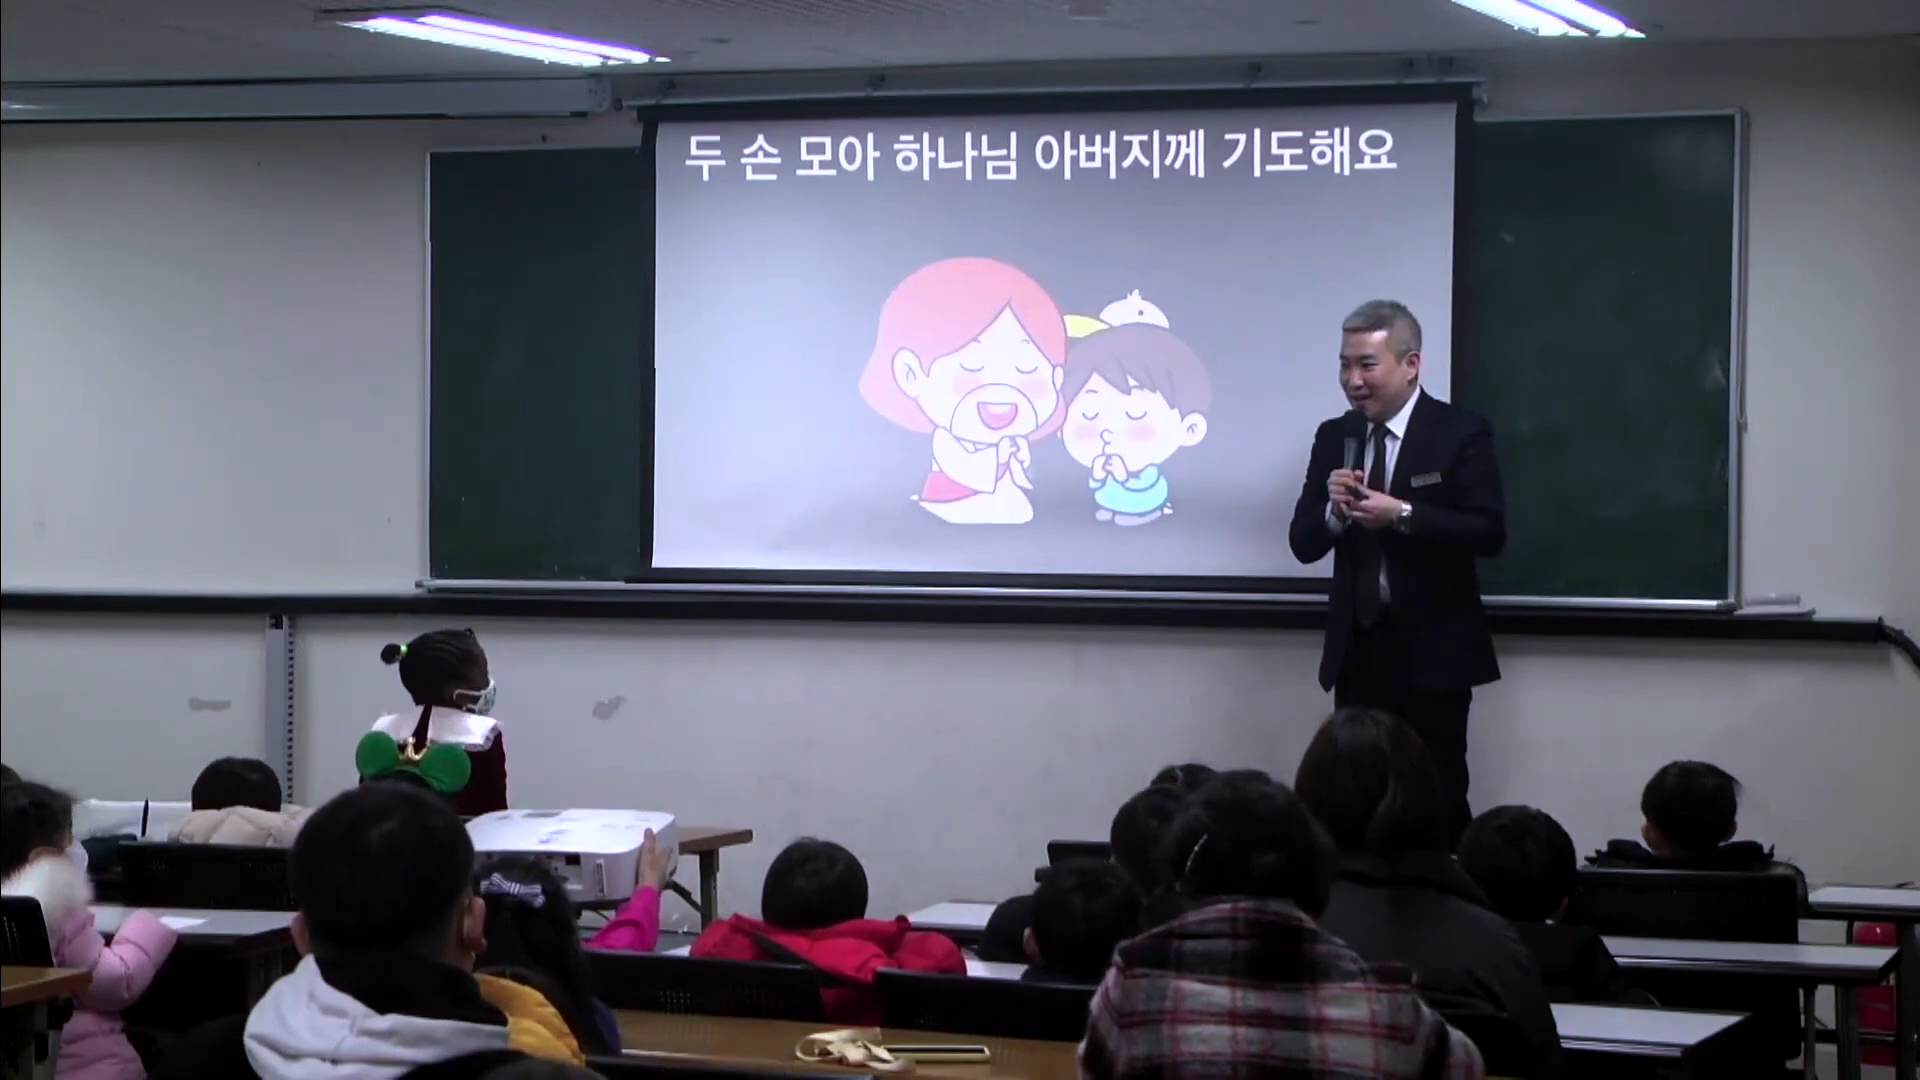 두 손 모아 하나님 아버지께 기도해요